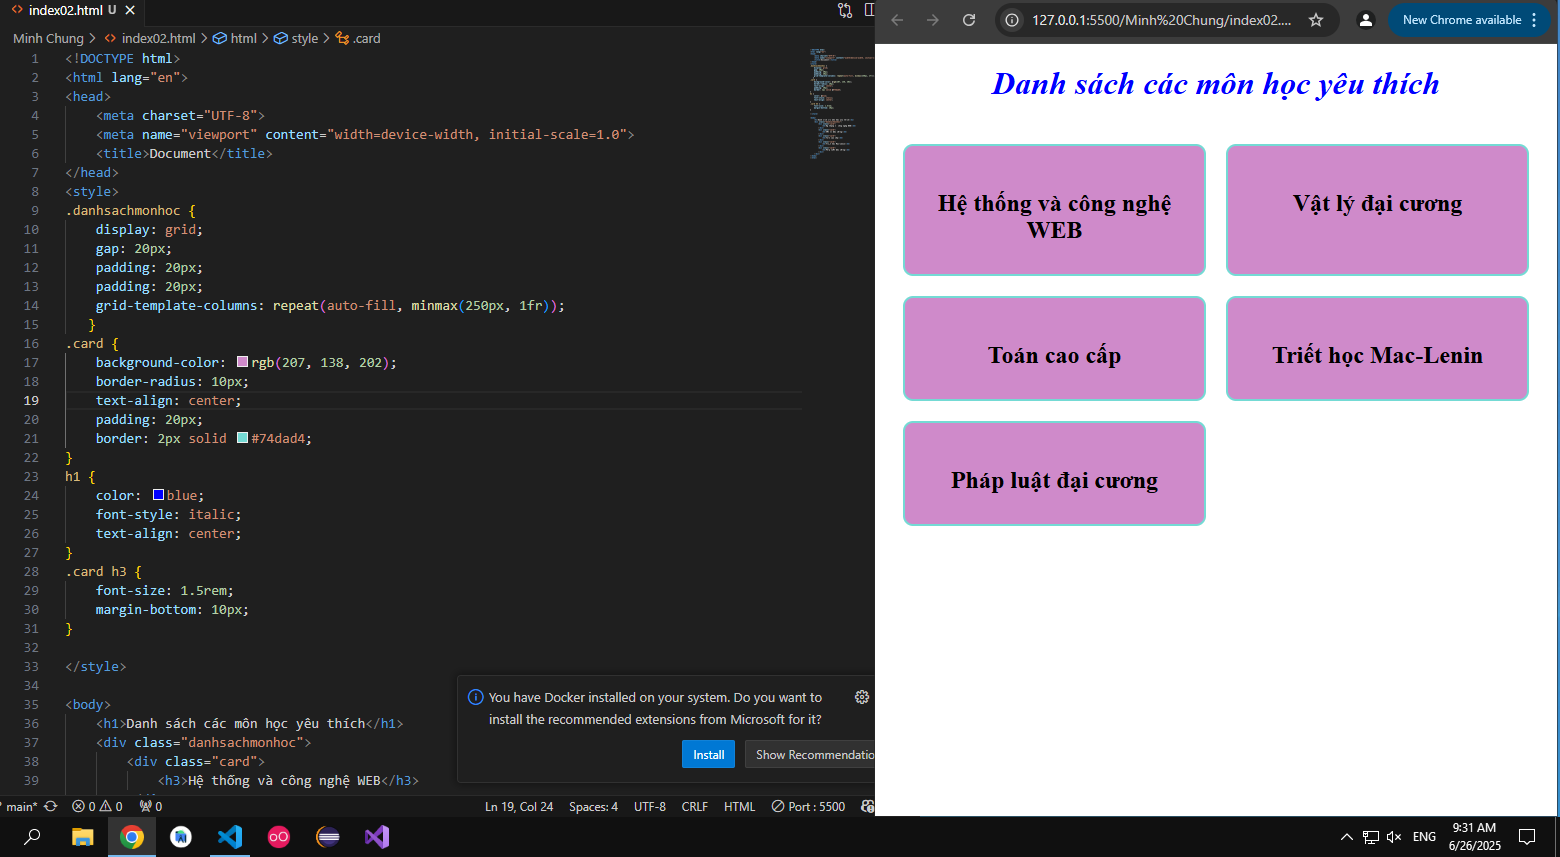 index02.html U
Minh Chung > index02.html > html > style > .card
1 <!DOCTYPE html>
2 <html lang="en">
3 <head>
4 <meta charset="UTF-8">
5 <meta name="viewport" content="width=device-width, initial-scale=1.0">
6 <title>Document</title>
7 </head>
8 <style>
9 .danhsachmonhoc {
10 display: grid;
11 gap: 20px;
12 padding: 20px;
13 padding: 20px;
14 grid-template-columns: repeat(auto-fill, minmax(250px, 1fr));
15 }
16 .card {
17 background-color: rgb(207, 138, 202);
18 border-radius: 10px;
19 text-align: center;
20 padding: 20px;
21 border: 2px solid #74dad4;
22 }
23 h1 {
24 color: blue;
25 font-style: italic;
26 text-align: center;
27 }
28 .card h3 {
29 font-size: 1.5rem;
30 margin-bottom: 10px;
31 }
32
33 </style>
34
35 <body>
36 <h1>Danh sách các môn học yêu thích</h1>
37 <div class="danhsachmonhoc">
38 <div class="card">
39 <h3>Hệ thống và công nghệ WEB</h3>
You have Docker installed on your system. Do you want to
install the recommended extensions from Microsoft for it?
Install
Show Recommendatio
main* 0 0 0 Ln 19, Col 24 Spaces: 4 UTF-8 CRLF HTML Port : 5500
127.0.0.1:5500/Minh%20Chung/index02....
New Chrome available
Danh sách các môn học yêu thích
Hệ thống và công nghệ
WEB
Vật lý đại cương
Toán cao cấp
Triết học Mac-Lenin
Pháp luật đại cương
ENG
9:31 AM
6/26/2025